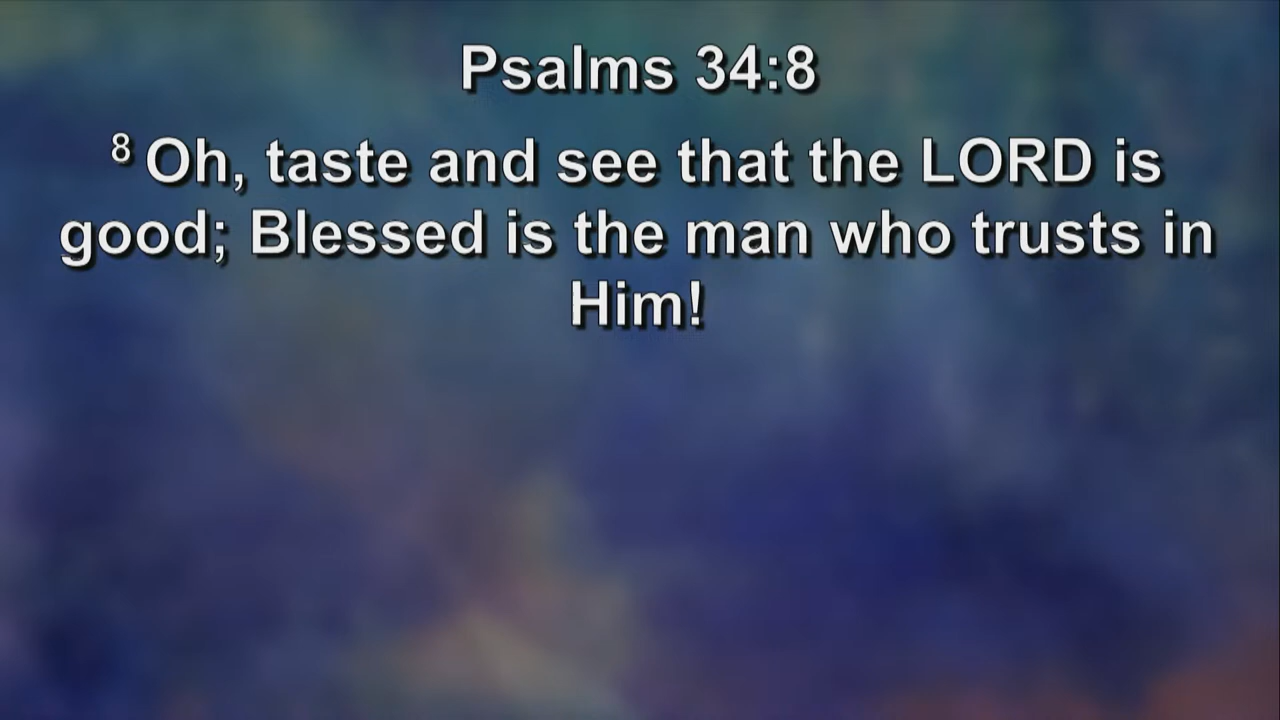 Psalms 34:8
8 Oh, taste and see that the LORD is
good; Blessed is the man who trusts in
Him!